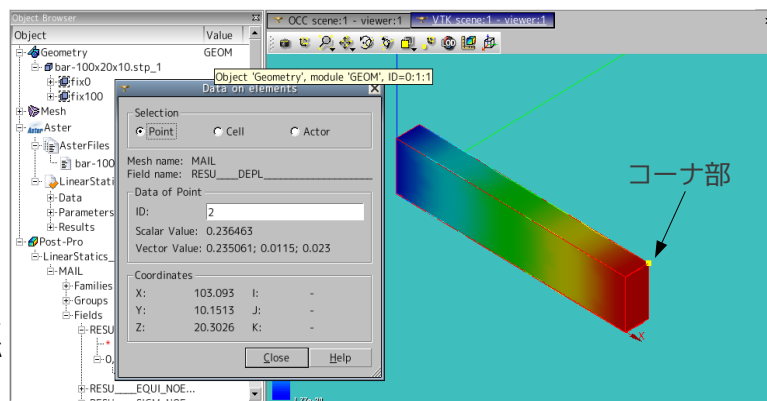 Object Browser
OCC scene:1 - viewer:1
VTK scene:1 - viewer:1
Object
Value
Geometry
GEOM
bar-100x20x10.stp_1
Object 'Geometry', module 'GEOM', ID=0:1:1
fix0
fix100
Data on elements
Mesh
Selection
Aster
Point
Cell
Actor
AsterFiles
bar-100
Mesh name: MAIL
コーナ部
LinearStati
Field name: RESU____DEPL____________________
Data
Data of Point
Parameters
ID:
2
Results
Scalar Value: 0.236463
Post-Pro
Vector Value: 0.235061; 0.0115; 0.023
LinearStatics_
MAIL
Coordinates
Families
X: 103.093 I: -
Groups
Y: 10.1513 J: -
Fields
Z: 20.3026 K: -
RESU
X
0,
Close
Help
RESU____EQUI_NOE...
RESU____SIGM_NOE...